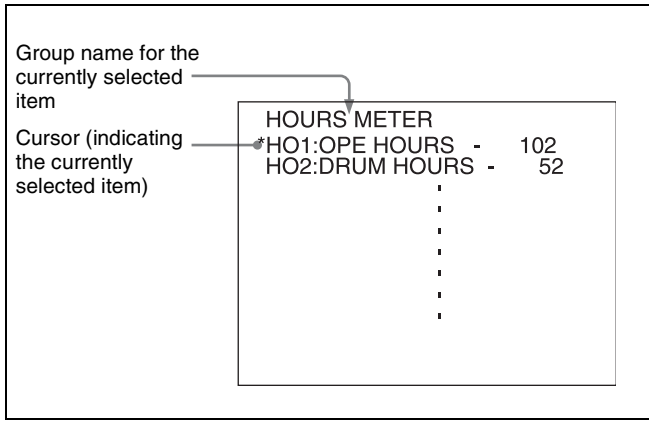 Group name for the
currently selected
item
Cursor (indicating
the currently
selected item)
HOURS METER
*HO1:OPE HOURS - 102
HO2:DRUM HOURS - 52